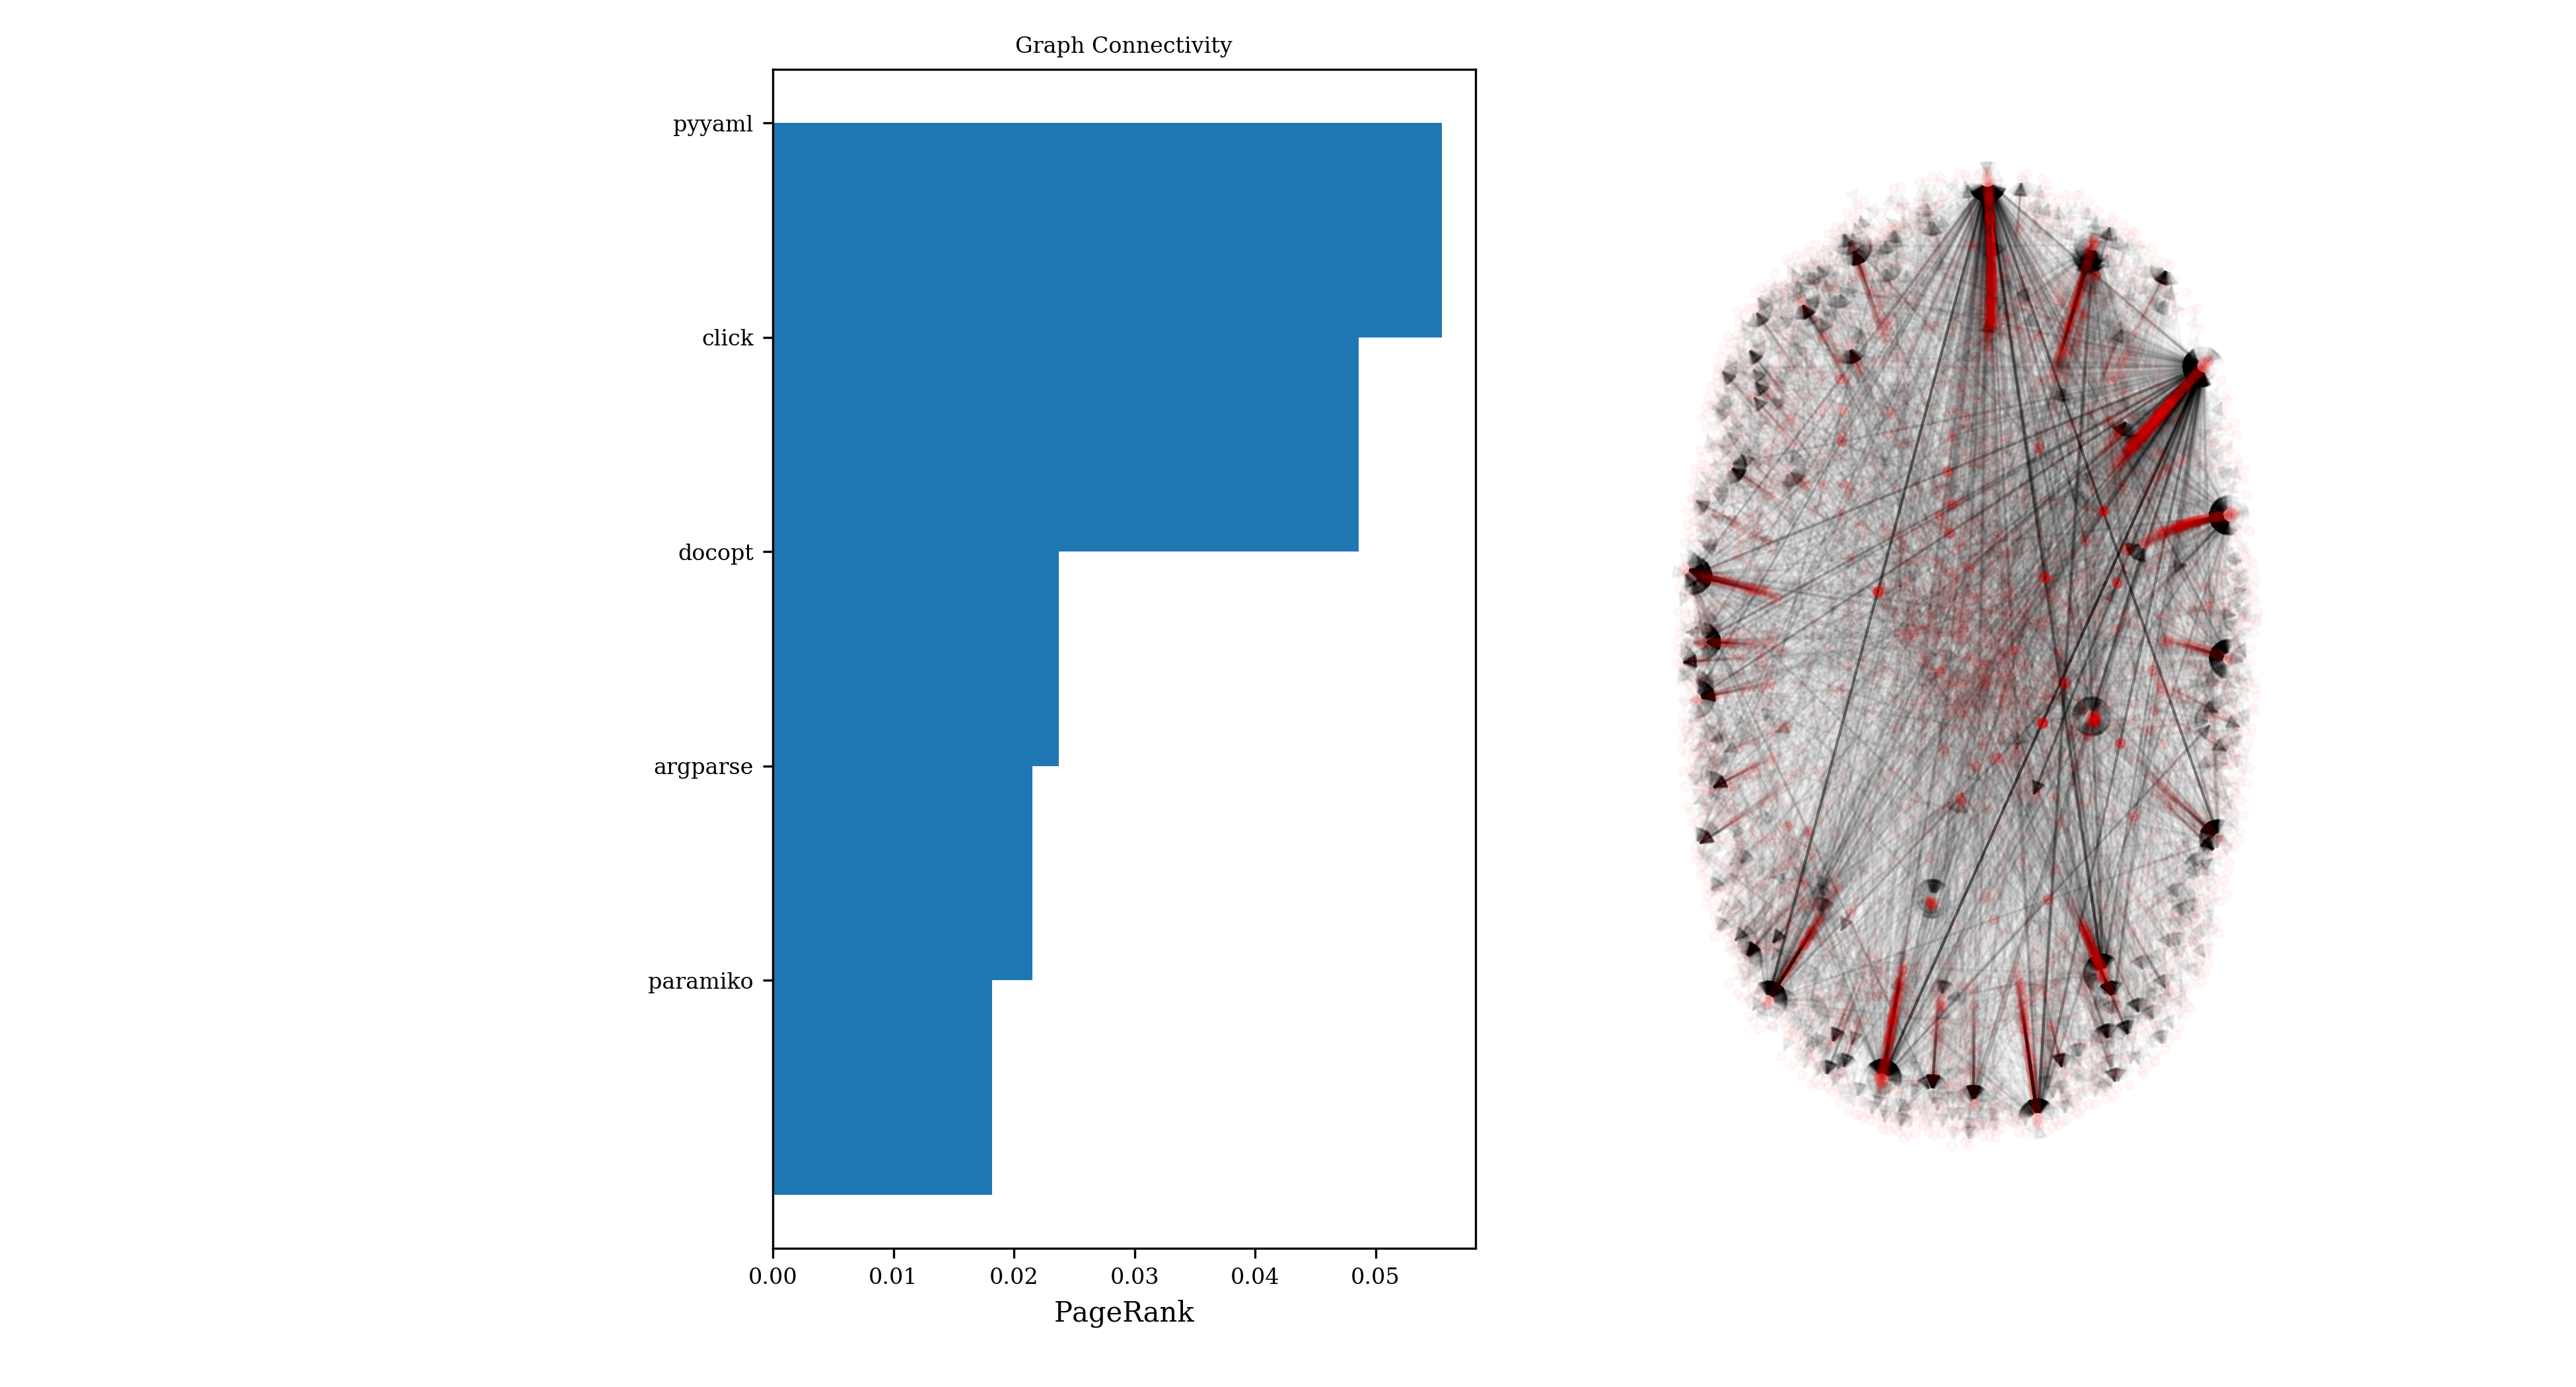 Graph Connectivity
pyyaml
click
docopt
argparse
paramiko
0.00 0.01 0.02 0.03 0.04 0.05
PageRank